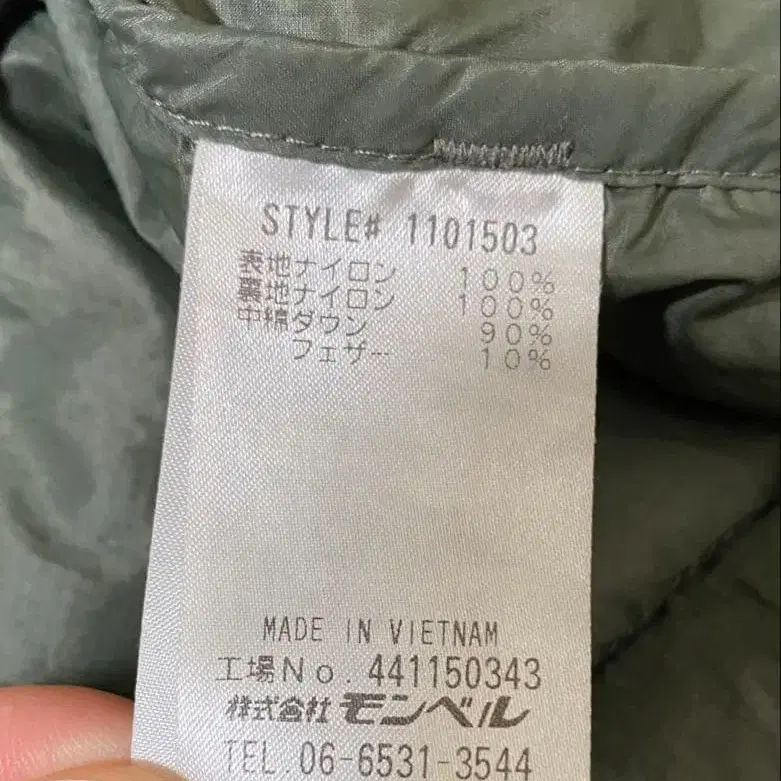 STYLE# 1101503
表地ナイロン 100%
裏地ナイロン 100%
中綿ダウン 90%
フェザー 10%
MADE IN VIETNAM
工場No. 441150343
株式会社モンベル
TEL.06-6531-3544